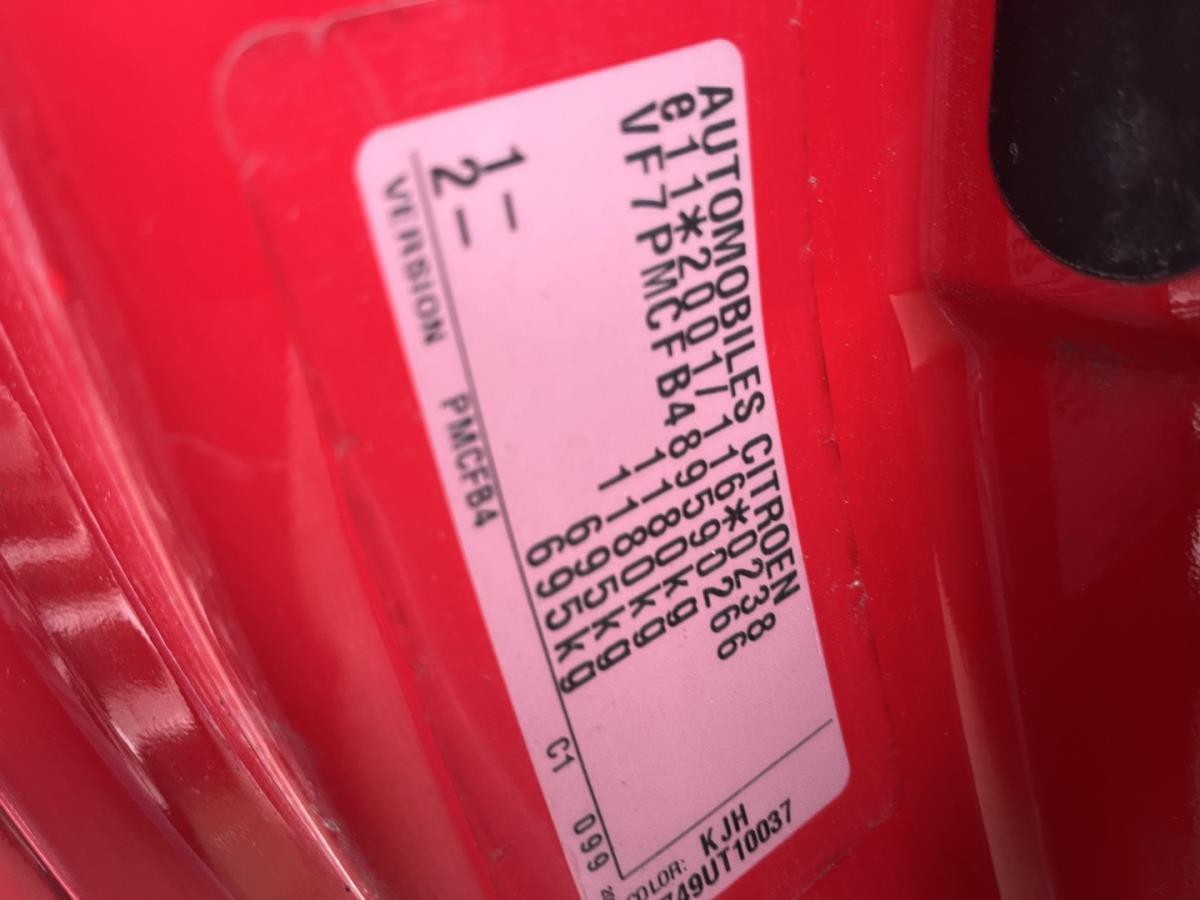 AUTOMOBILES CITROEN
e11*2001/116*0238
VF7PMCFB489590266
1180kg
1180kg
1- 695kg
2- 695kg
VERSION PMCFB4 C1 099
COLOR: KJH
749UT10037